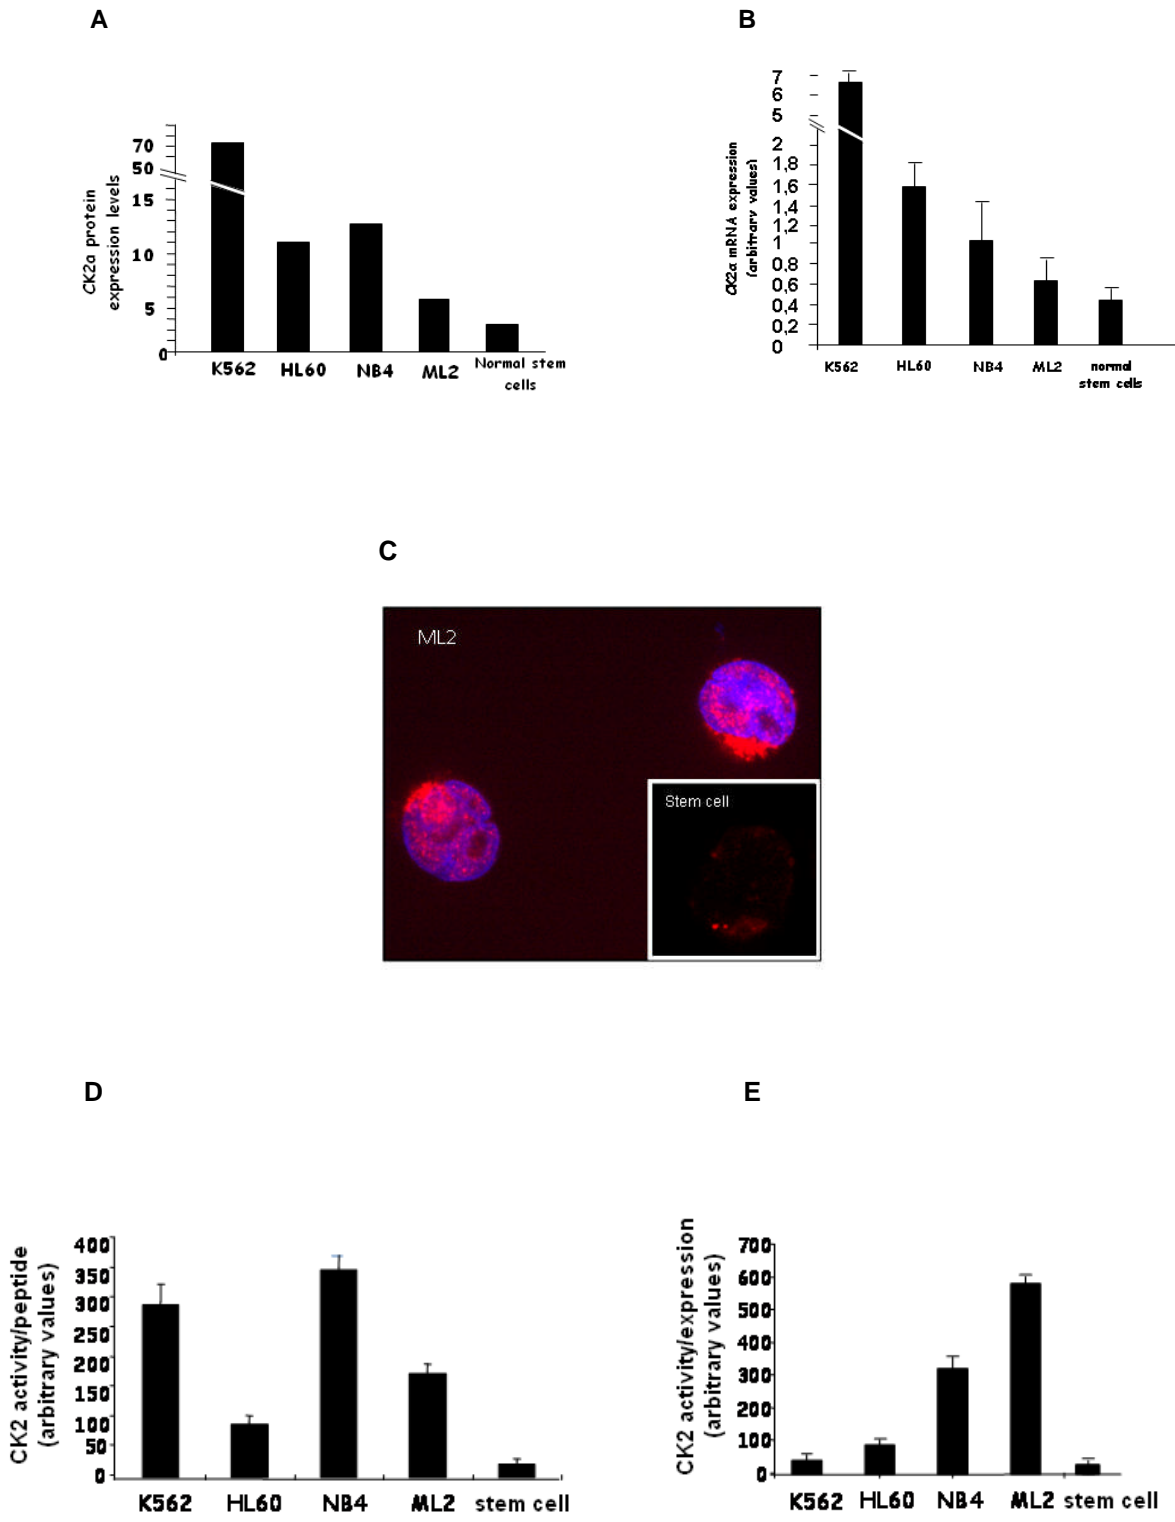 A
B
CK2α protein
expression levels
70
50
15
10
5
0
K562
HL60
NB4
ML2
Normal stem
cells
CK2α mRNA expression
(arbitrary values)
7
6
5
2
1,8
1,6
1,4
1,2
1
0,8
0,6
0,4
0,2
0
K562
HL60
NB4
ML2
normal
stem cells
C
ML2
Stem cell
D
E
CK2 activity/peptide
(arbitrary values)
400
350
300
250
200
150
100
50
0
K562
HL60
NB4
ML2
stem cell
CK2 activity/expression
(arbitrary values)
700
600
500
400
300
200
100
0
K562
HL60
NB4
ML2
stem cell